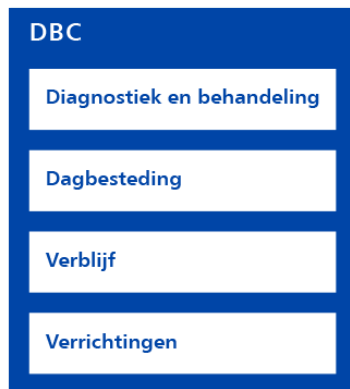 DBC
Diagnostiek en behandeling
Dagbesteding
Verblijf
Verrichtingen